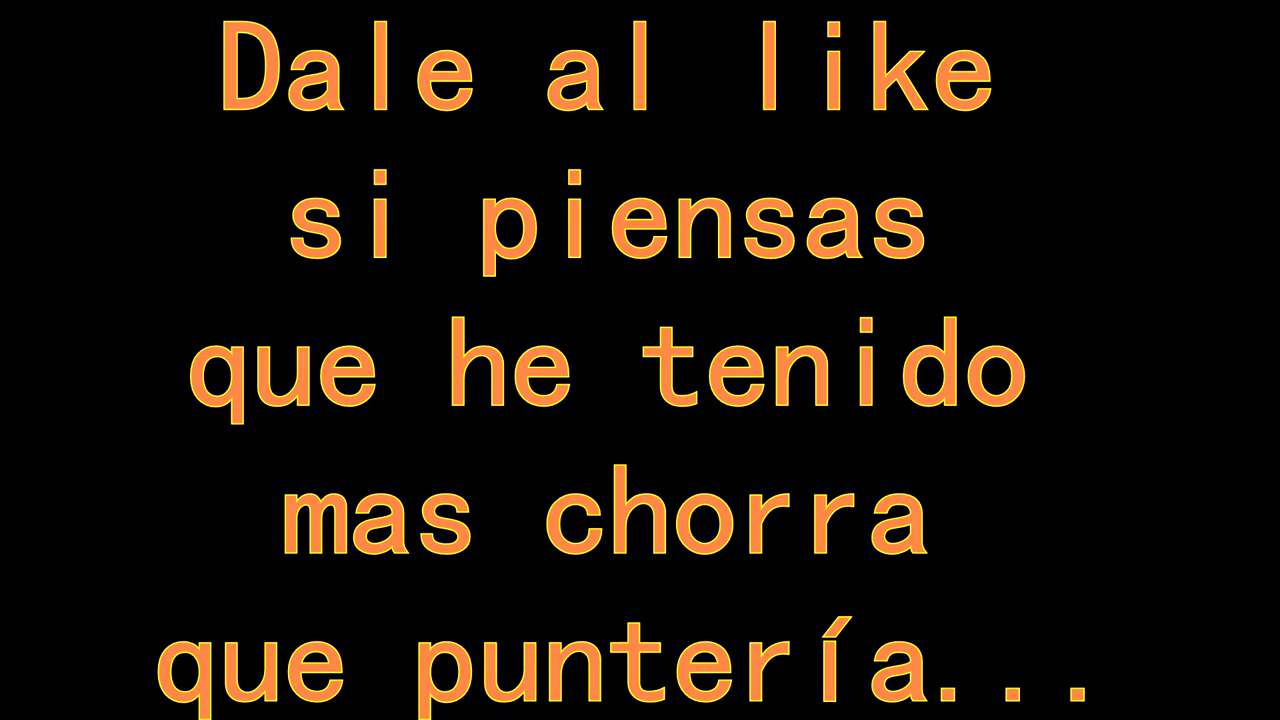 Dale al like
si piensas
que he tenido
mas chorra
que puntería...